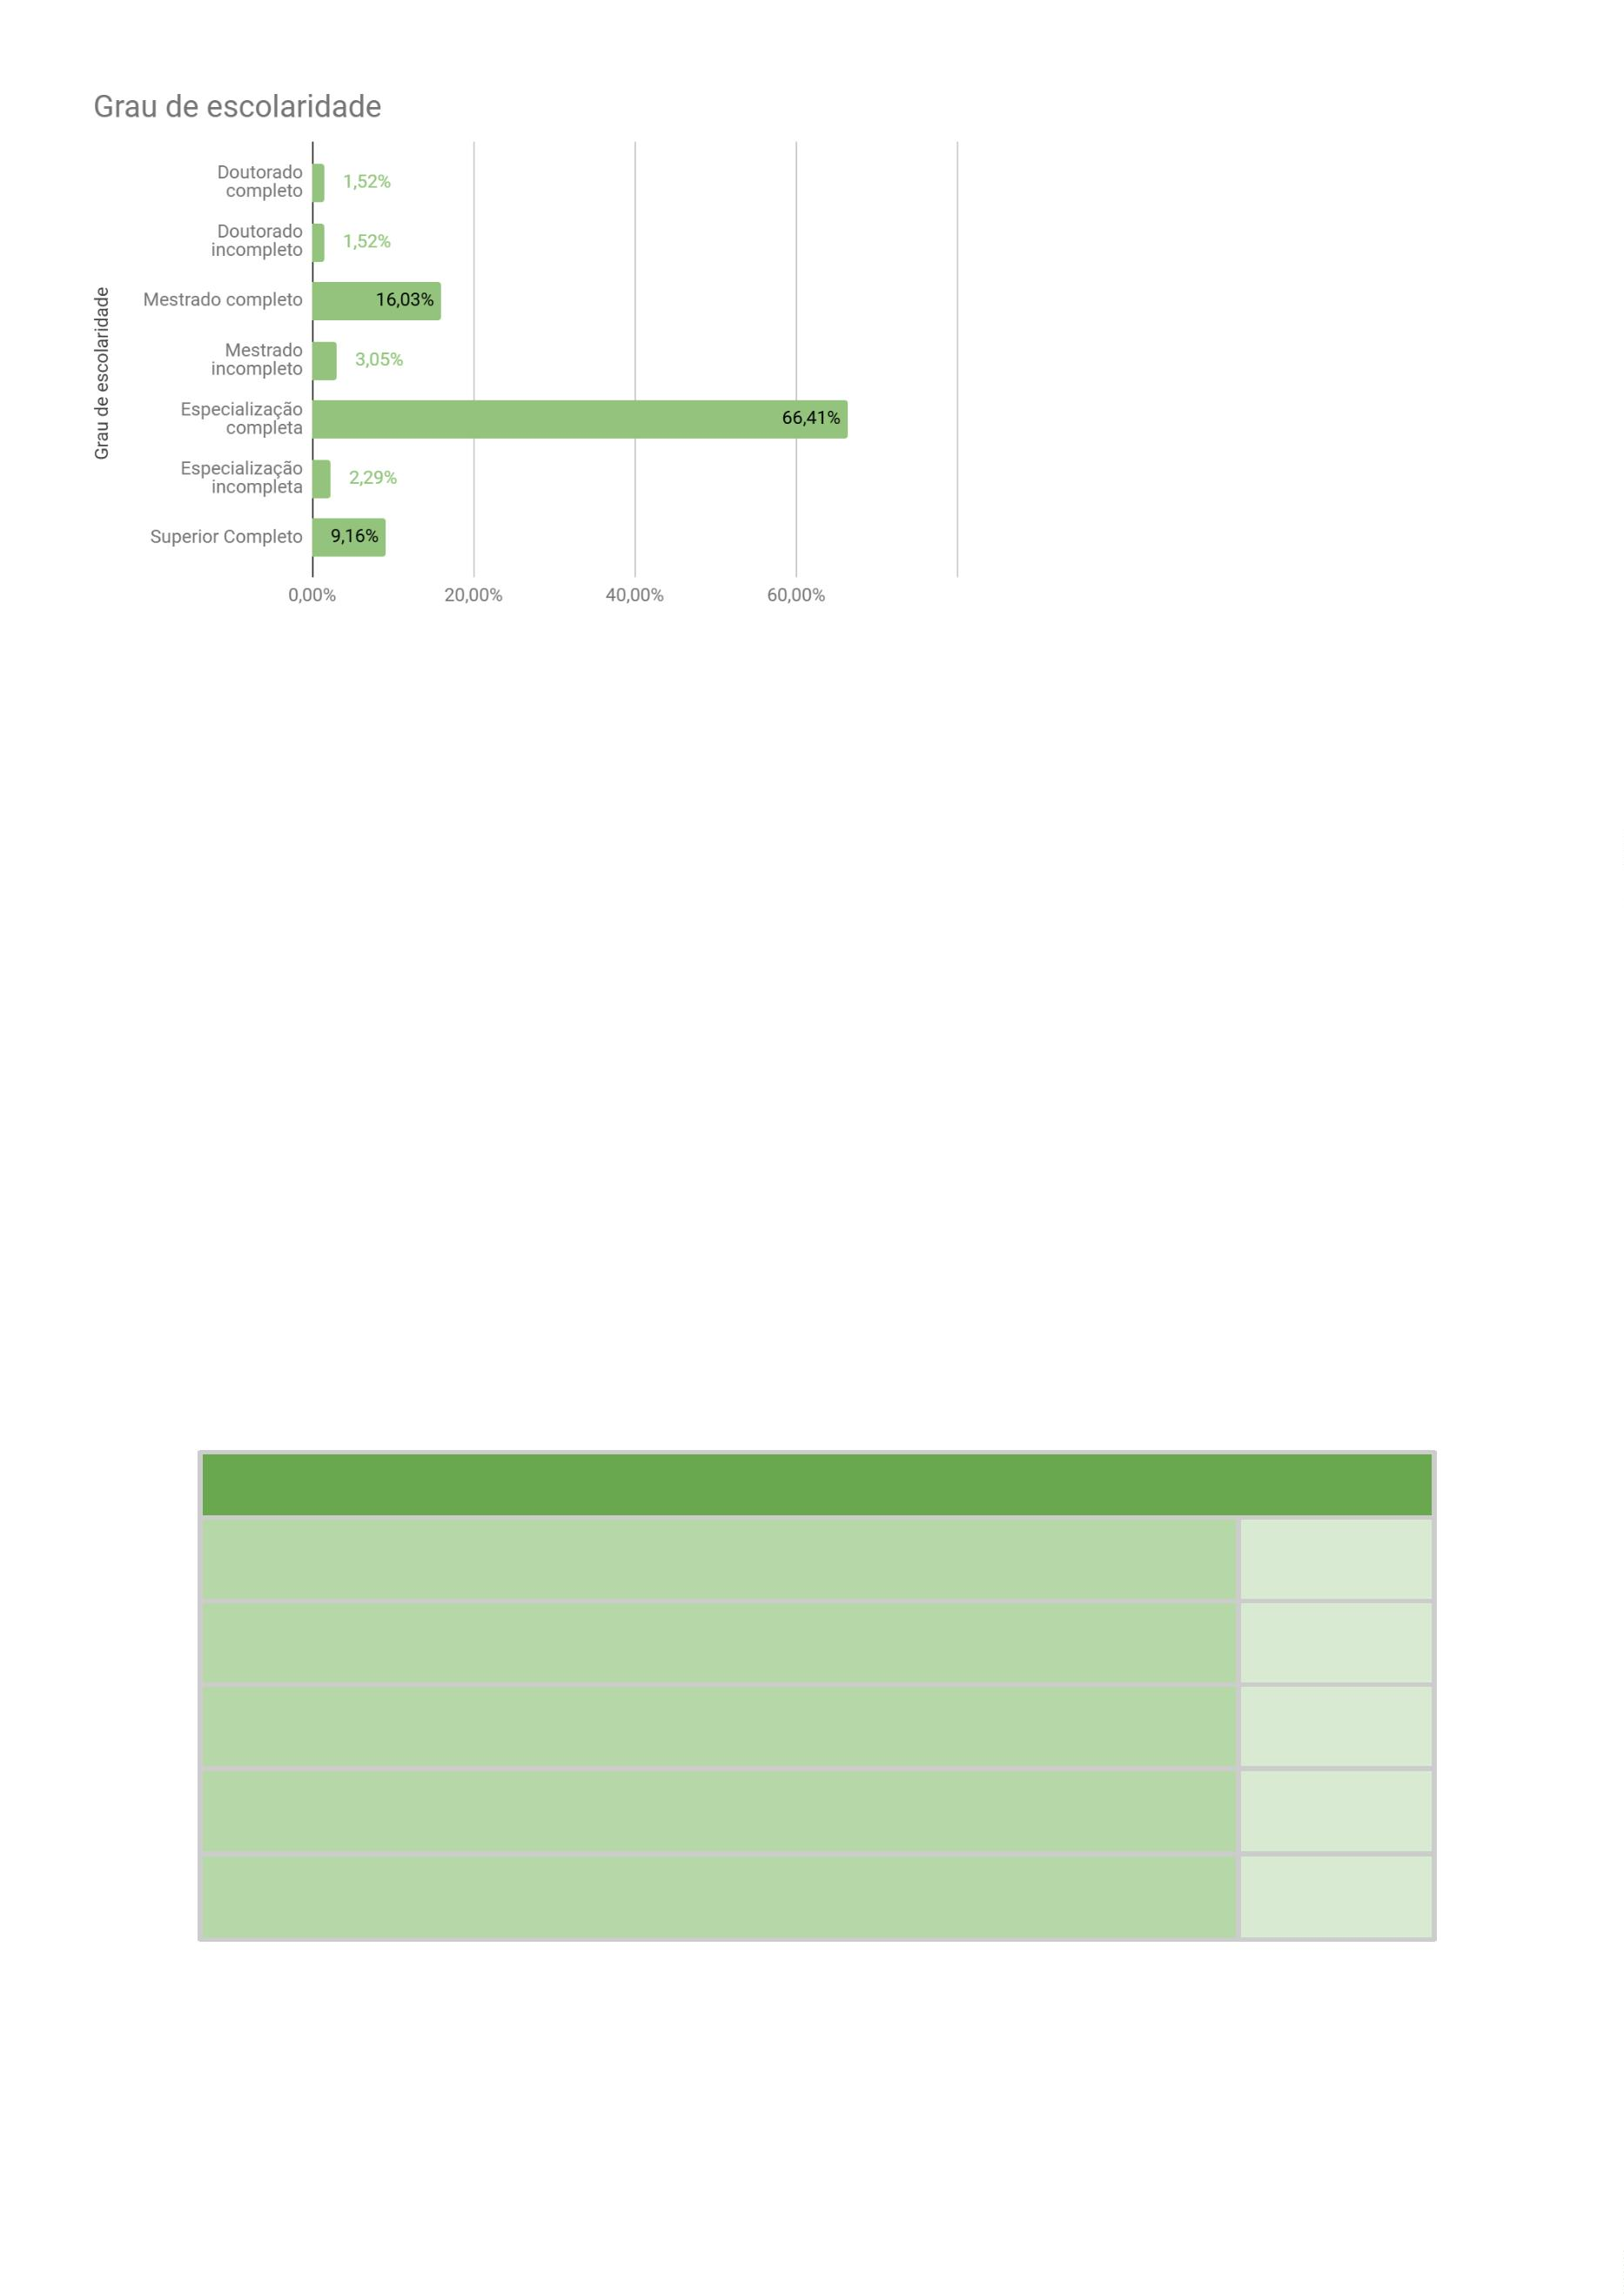 Grau de escolaridade
Grau de escolaridade
Doutorado
completo
1,52%
Doutorado
incompleto
1,52%
Mestrado completo
16,03%
Mestrado
incompleto
3,05%
Especialização
completa
66,41%
Especialização
incompleta
2,29%
Superior Completo
9,16%
0,00%
20,00%
40,00%
60,00%